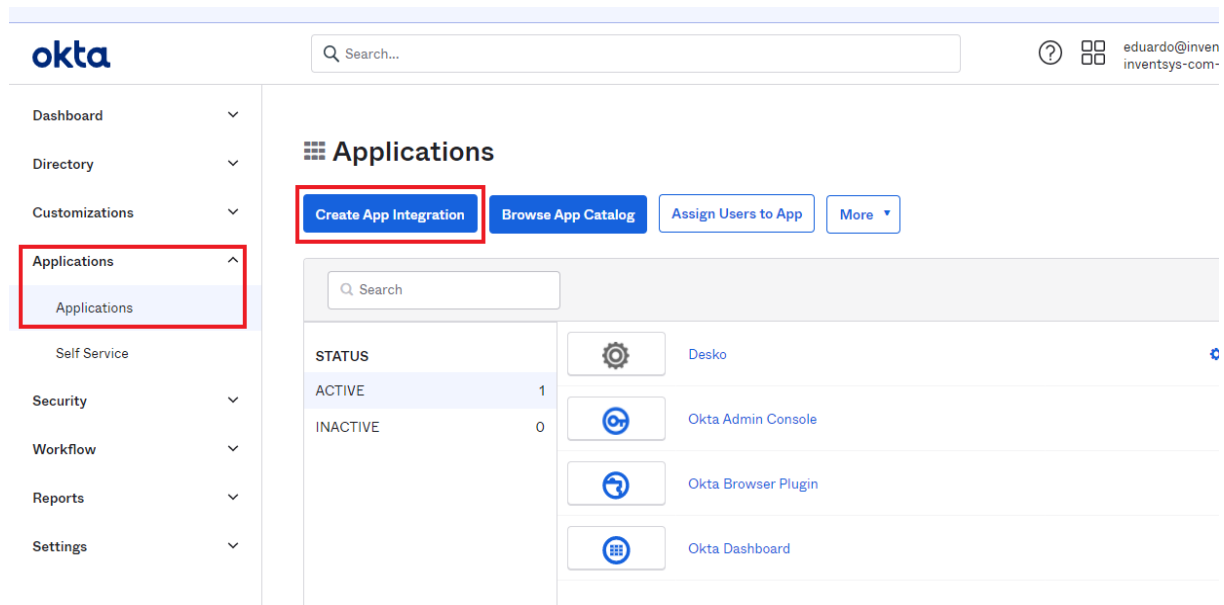 okta
Search...
eduardo@inven
inventsys-com-
Dashboard
Directory
Customizations
Applications
Applications
Self Service
Security
Workflow
Reports
Settings
Applications
Create App Integration
Browse App Catalog
Assign Users to App
More
Search
STATUS
ACTIVE 1
INACTIVE 0
Desko
Okta Admin Console
Okta Browser Plugin
Okta Dashboard